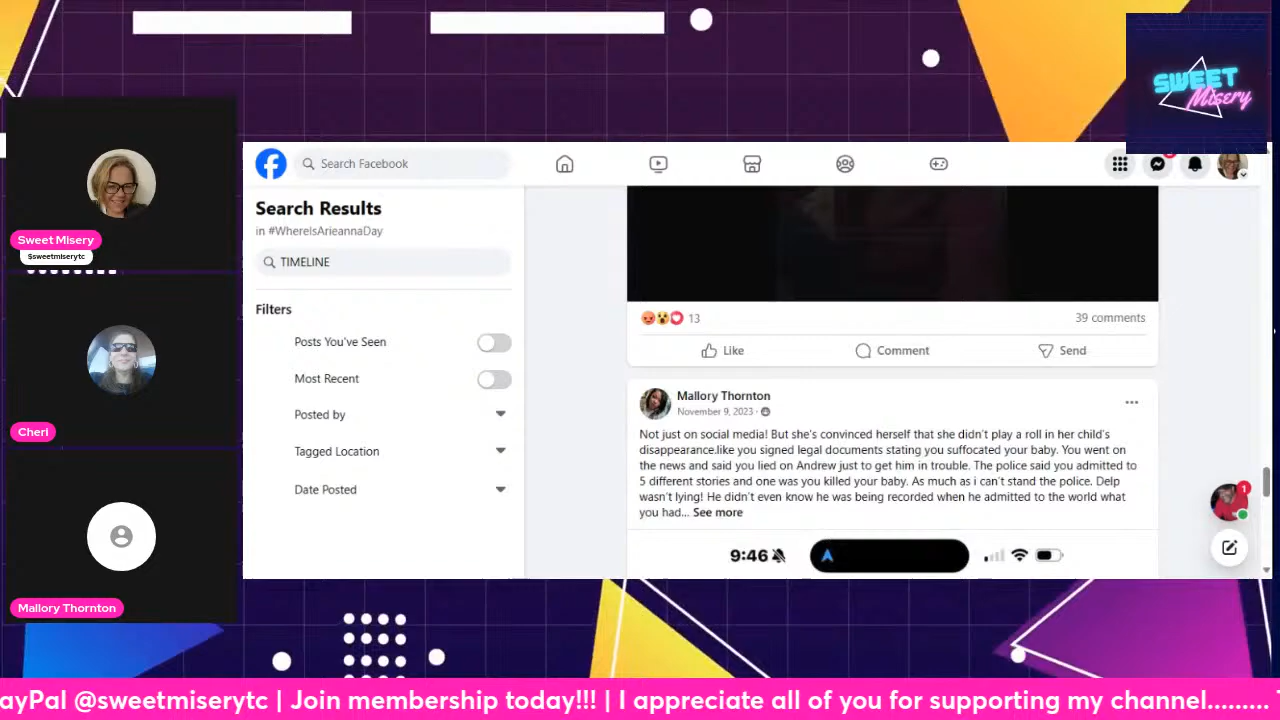 SWEET
Misery
Sweet Misery
$sweetmiserytc
Cheri
Mallory Thornton
Search Facebook
Search Results
in #WhereIsArieannaDay
TIMELINE
Filters
Posts You've Seen
Most Recent
Posted by
Tagged Location
Date Posted
13
39 comments
Like
Comment
Send
Mallory Thornton
November 9, 2023 ·
Not just on social media! But she's convinced herself that she didn't play a roll in her child's
disappearance.like you signed legal documents stating you suffocated your baby. You went on
the news and said you lied on Andrew just to get him in trouble. The police said you admitted to
5 different stories and one was you killed your baby. As much as i can't stand the police. Delp
wasn't lying! He didn't even know he was being recorded when he admitted to the world what
you had... See more
9:46
1
ayPal @sweetmiserytc | Join membership today!!! | I appreciate all of you for supporting my channel.........